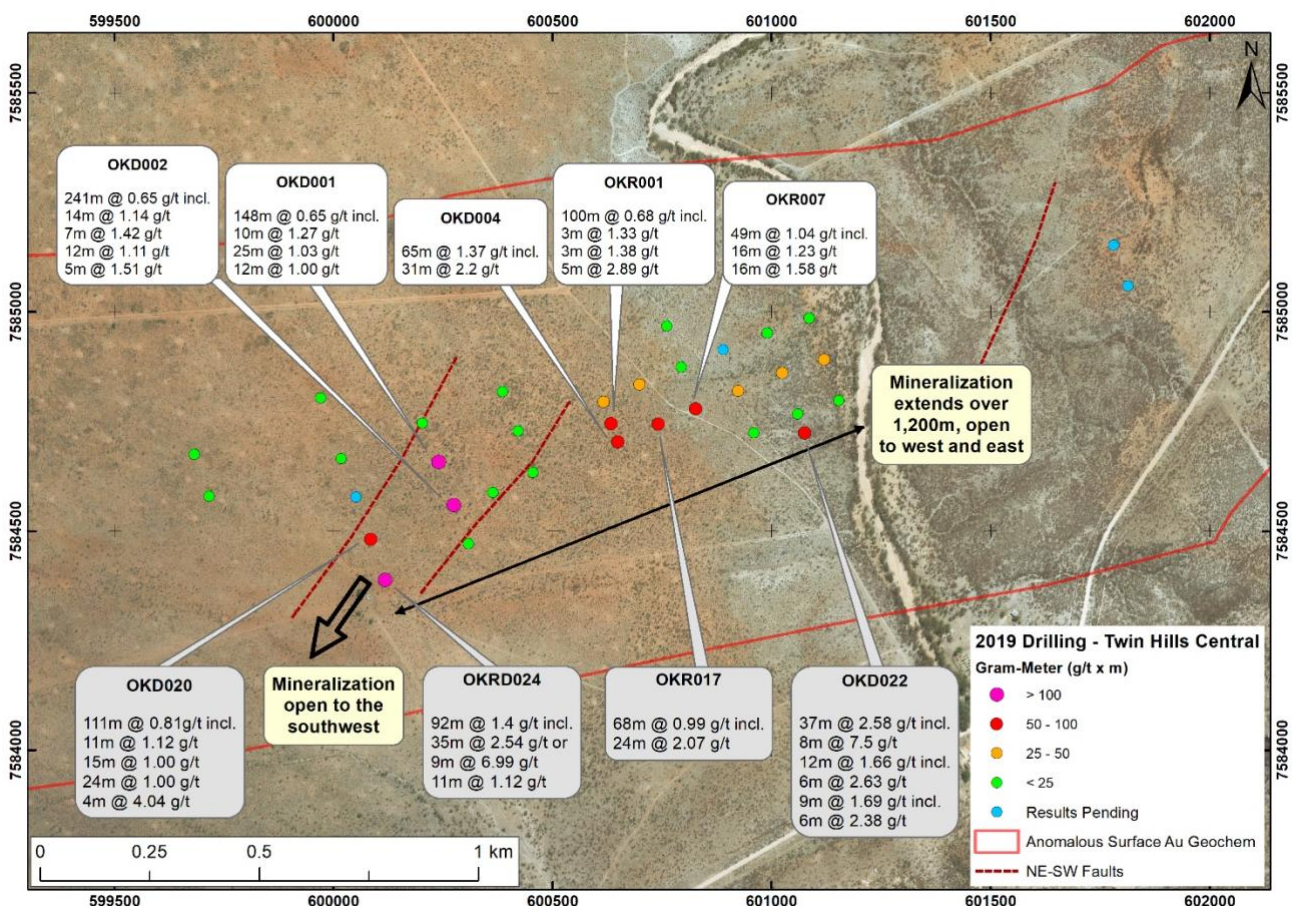 599500 600000 600500 601000 601500 602000
7585500
7585000
7584500
7584000
N
7585500
7585000
7584500
7584000
OKD002
241m @ 0.65 g/t incl.
14m @ 1.14 g/t
7m @ 1.42 g/t
12m @ 1.11 g/t
5m @ 1.51 g/t
OKD001
148m @ 0.65 g/t incl.
10m @ 1.27 g/t
25m @ 1.03 g/t
12m @ 1.00 g/t
OKD004
65m @ 1.37 g/t incl.
31m @ 2.2 g/t
OKR001
100m @ 0.68 g/t incl.
3m @ 1.33 g/t
3m @ 1.38 g/t
5m @ 2.89 g/t
OKR007
49m @ 1.04 g/t incl.
16m @ 1.23 g/t
16m @ 1.58 g/t
Mineralization
extends over
1,200m, open
to west and east
OKD020
111m @ 0.81g/t incl.
11m @ 1.12 g/t
15m @ 1.00 g/t
24m @ 1.00 g/t
4m @ 4.04 g/t
Mineralization
open to the
southwest
OKRD024
92m @ 1.4 g/t incl.
35m @ 2.54 g/t or
9m @ 6.99 g/t
11m @ 1.12 g/t
OKR017
68m @ 0.99 g/t incl.
24m @ 2.07 g/t
OKD022
37m @ 2.58 g/t incl.
8m @ 7.5 g/t
12m @ 1.66 g/t incl.
6m @ 2.63 g/t
9m @ 1.69 g/t incl.
6m @ 2.38 g/t
2019 Drilling - Twin Hills Central
Gram-Meter (g/t x m)
> 100
50 - 100
25 - 50
< 25
Results Pending
Anomalous Surface Au Geochem
NE-SW Faults
0 0.25 0.5 1 km
599500 600000 600500 601000 601500 602000